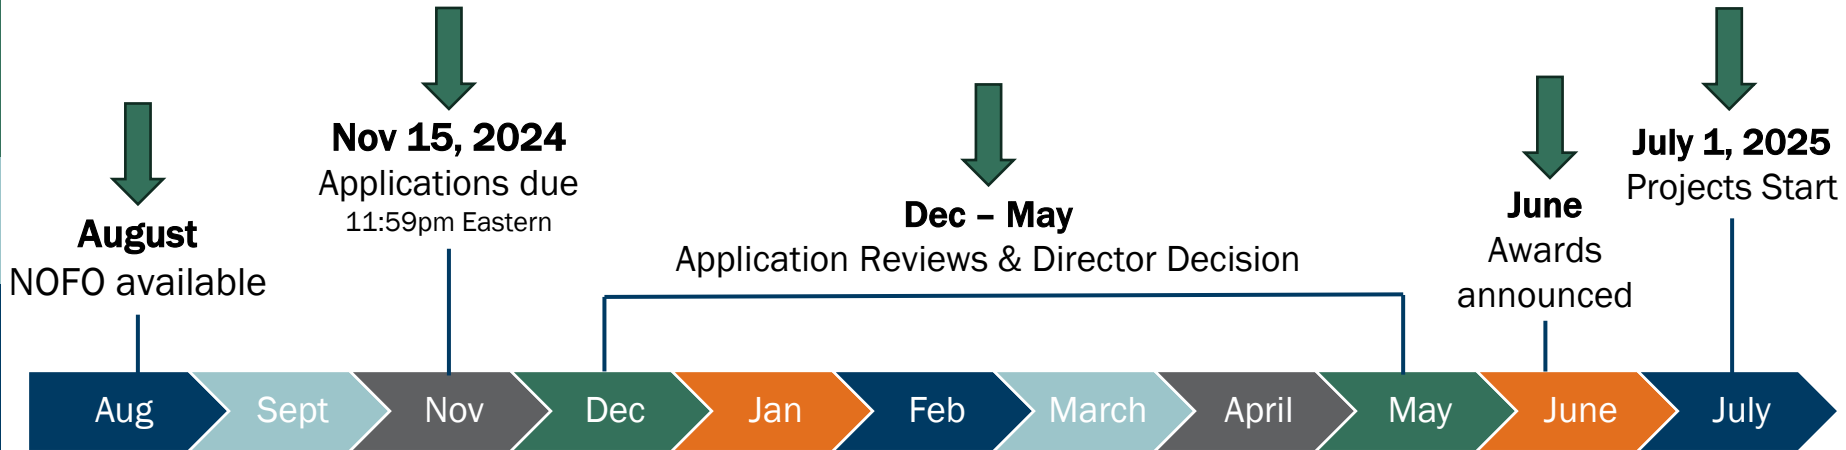 August
NOFO available
Nov 15, 2024
Applications due
11:59pm Eastern
Dec – May
Application Reviews & Director Decision
June
Awards
announced
July 1, 2025
Projects Start
Aug
Sept
Nov
Dec
Jan
Feb
March
April
May
June
July